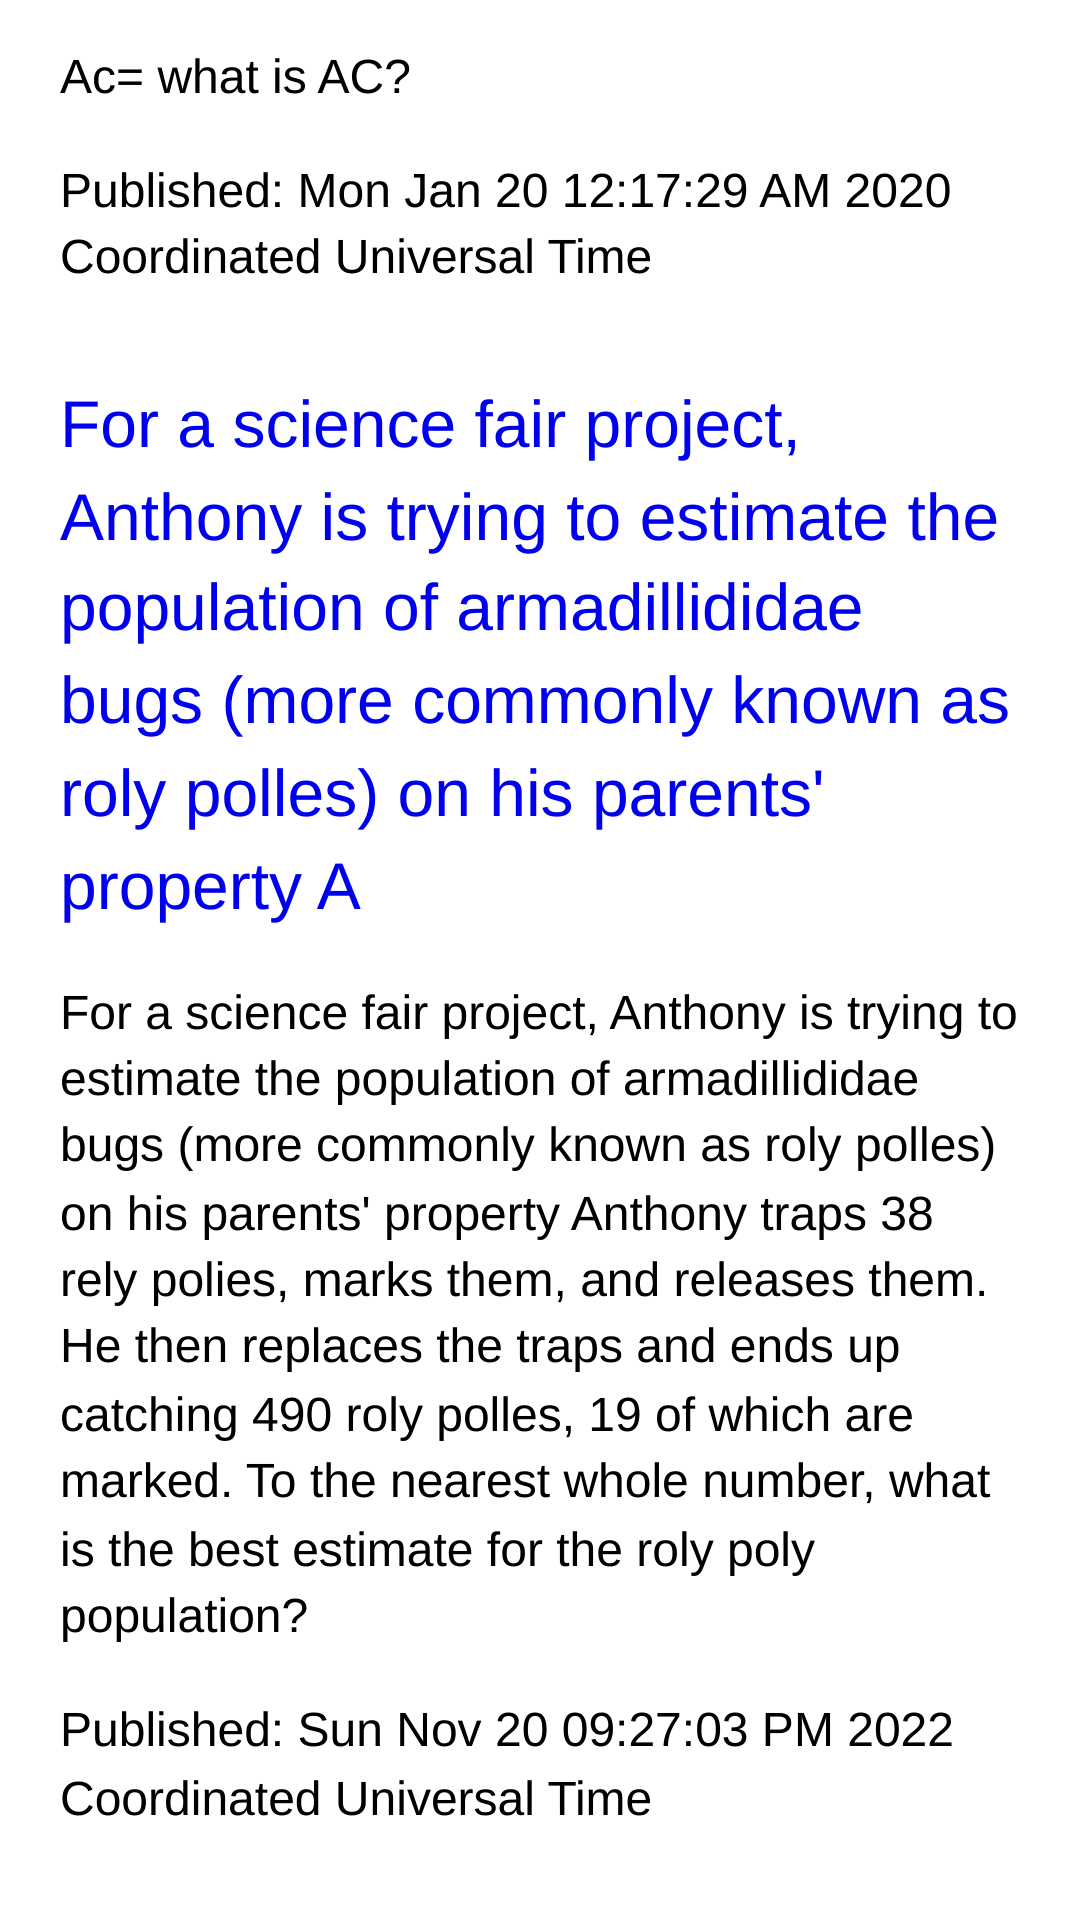 Ac= what is AC?
Published: Mon Jan 20 12:17:29 AM 2020
Coordinated Universal Time
For a science fair project,
Anthony is trying to estimate the
population of armadillididae
bugs (more commonly known as
roly polles) on his parents'
property A
For a science fair project, Anthony is trying to
estimate the population of armadillididae
bugs (more commonly known as roly polles)
on his parents' property Anthony traps 38
rely polies, marks them, and releases them.
He then replaces the traps and ends up
catching 490 roly polles, 19 of which are
marked. To the nearest whole number, what
is the best estimate for the roly poly
population?
Published: Sun Nov 20 09:27:03 PM 2022
Coordinated Universal Time